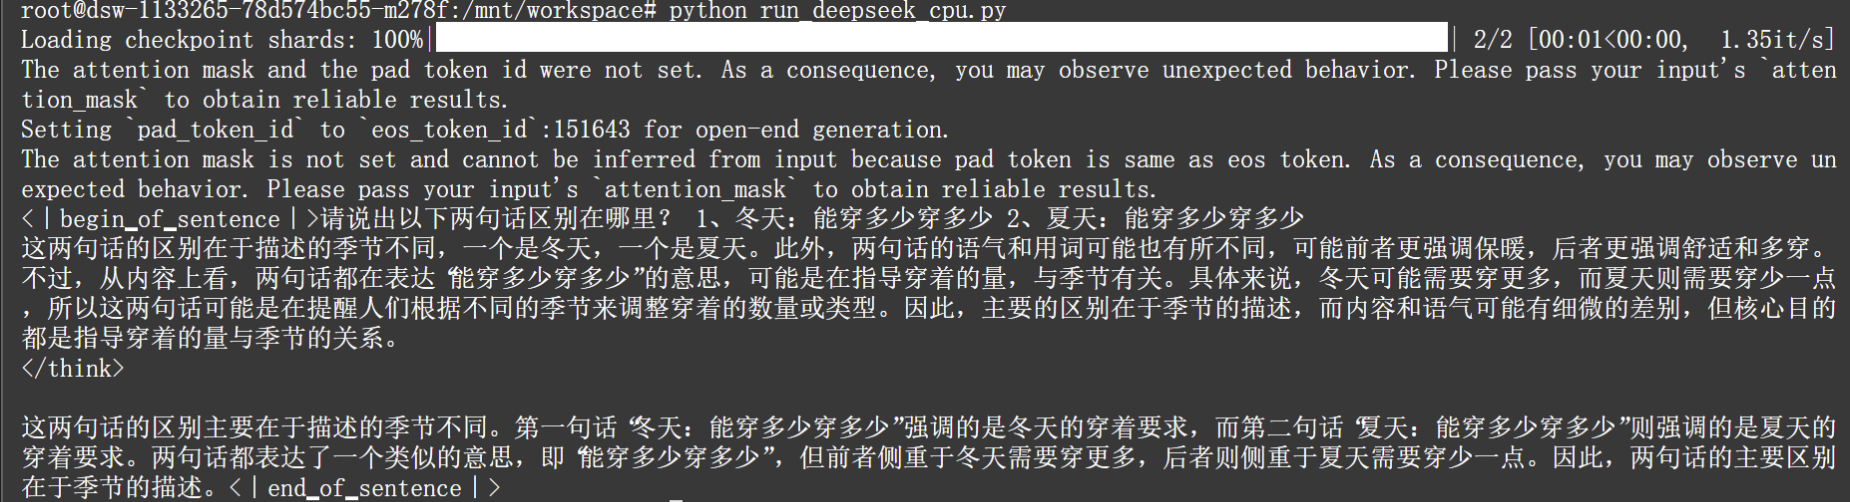 root@dsw-1133265-78d574bc55-m278f:/mnt/workspace# python run_deepseek_cpu.py
Loading checkpoint shards: 100%|██████████| 2/2 [00:01<00:00,  1.35it/s]
The attention mask and the pad token id were not set. As a consequence, you may observe unexpected behavior. Please pass your input's `atten
tion_mask` to obtain reliable results.
Setting `pad_token_id` to `eos_token_id`:151643 for open-end generation.
The attention mask is not set and cannot be inferred from input because pad token is same as eos token. As a consequence, you may observe un
expected behavior. Please pass your input's `attention_mask` to obtain reliable results.
<｜begin▁of▁sentence｜>请说出以下两句话区别在哪里？ 1、冬天：能穿多少穿多少 2、夏天：能穿多少穿多少
这两句话的区别在于描述的季节不同，一个是冬天，一个是夏天。此外，两句话的语气和用词可能也有所不同，可能前者更强调保暖，后者更强调舒适和多穿。
不过，从内容上看，两句话都在表达“能穿多少穿多少”的意思，可能是在指导穿着的量，与季节有关。具体来说，冬天可能需要穿更多，而夏天则需要穿少一点
，所以这两句话可能是在提醒人们根据不同的季节来调整穿着的数量或类型。因此，主要的区别在于季节的描述，而内容和语气可能有细微的差别，但核心目的
都是指导穿着的量与季节的关系。
</think>
这两句话的区别主要在于描述的季节不同。第一句话“冬天：能穿多少穿多少”强调的是冬天的穿着要求，而第二句话“夏天：能穿多少穿多少”则强调的是夏天的
穿着要求。两句话都表达了一个类似的意思，即“能穿多少穿多少”，但前者侧重于冬天需要穿更多，后者则侧重于夏天需要穿少一点。因此，两句话的主要区别
在于季节的描述。<｜end▁of▁sentence｜>